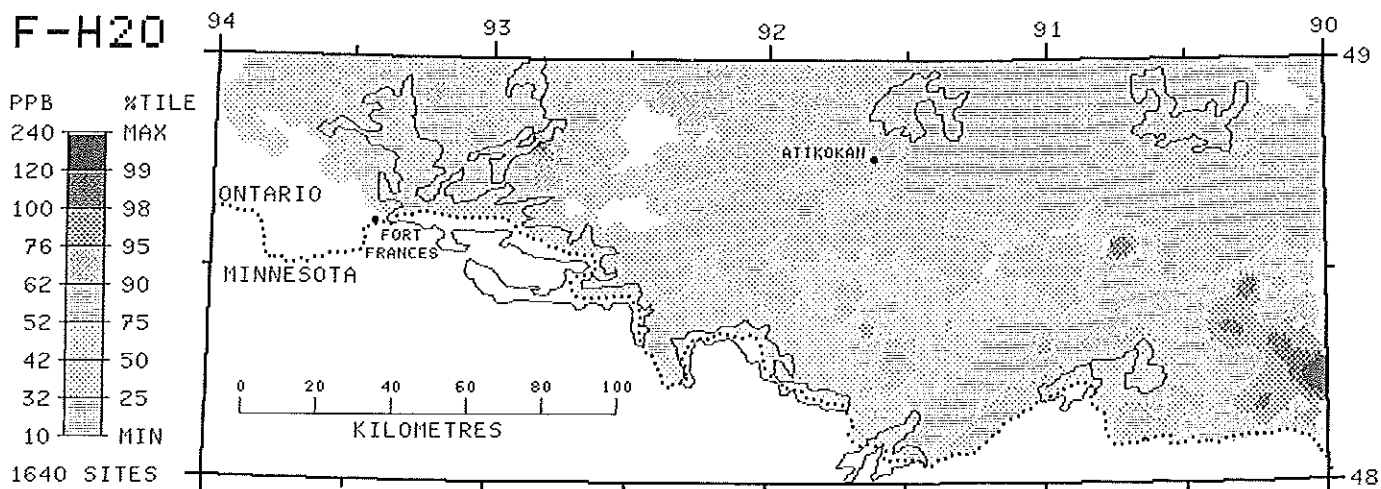 F-H20
94 93 92 91 90
49
PPB %TILE
240 MAX
120 99
100 98
76 95
62 90
52 75
42 50
32 25
10 MIN
1640 SITES
ATIKOKAN
ONTARIO
FORT
FRANCES
MINNESOTA
0 20 40 60 80 100
KILOMETRES
48